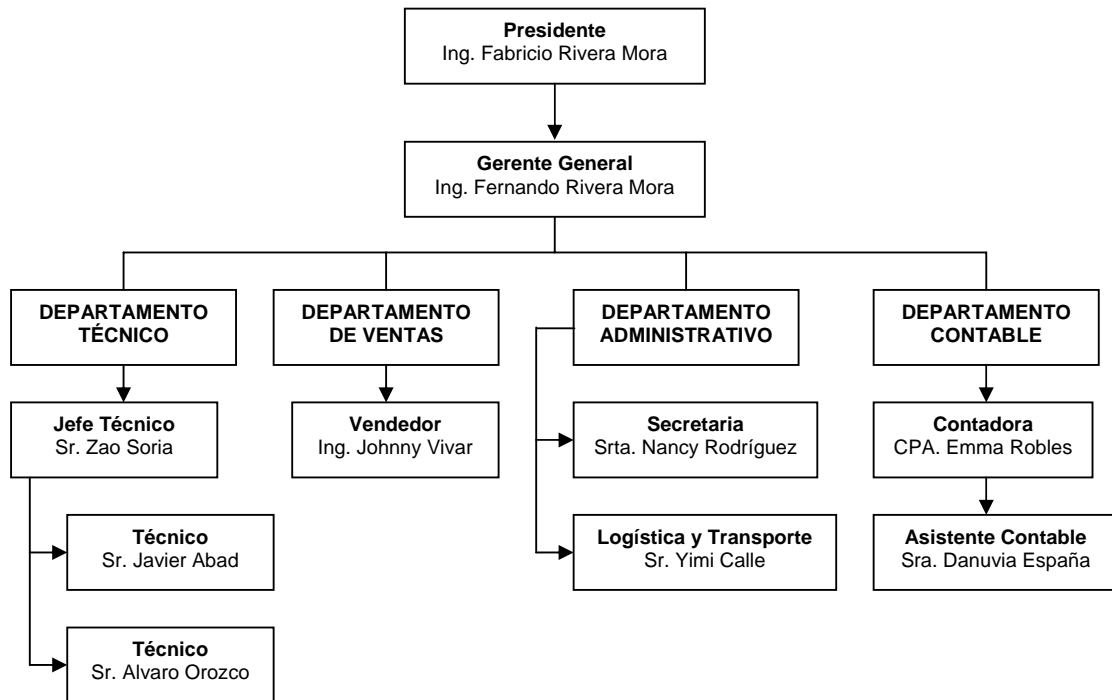 Presidente
Ing. Fabricio Rivera Mora
Gerente General
Ing. Fernando Rivera Mora
DEPARTAMENTO
TÉCNICO
DEPARTAMENTO
DE VENTAS
DEPARTAMENTO
ADMINISTRATIVO
DEPARTAMENTO
CONTABLE
Jefe Técnico
Sr. Zao Soria
Vendedor
Ing. Johnny Vivar
Secretaria
Srta. Nancy Rodríguez
Contadora
CPA. Emma Robles
Técnico
Sr. Javier Abad
Logística y Transporte
Sr. Yimi Calle
Asistente Contable
Sra. Danuvia España
Técnico
Sr. Alvaro Orozco